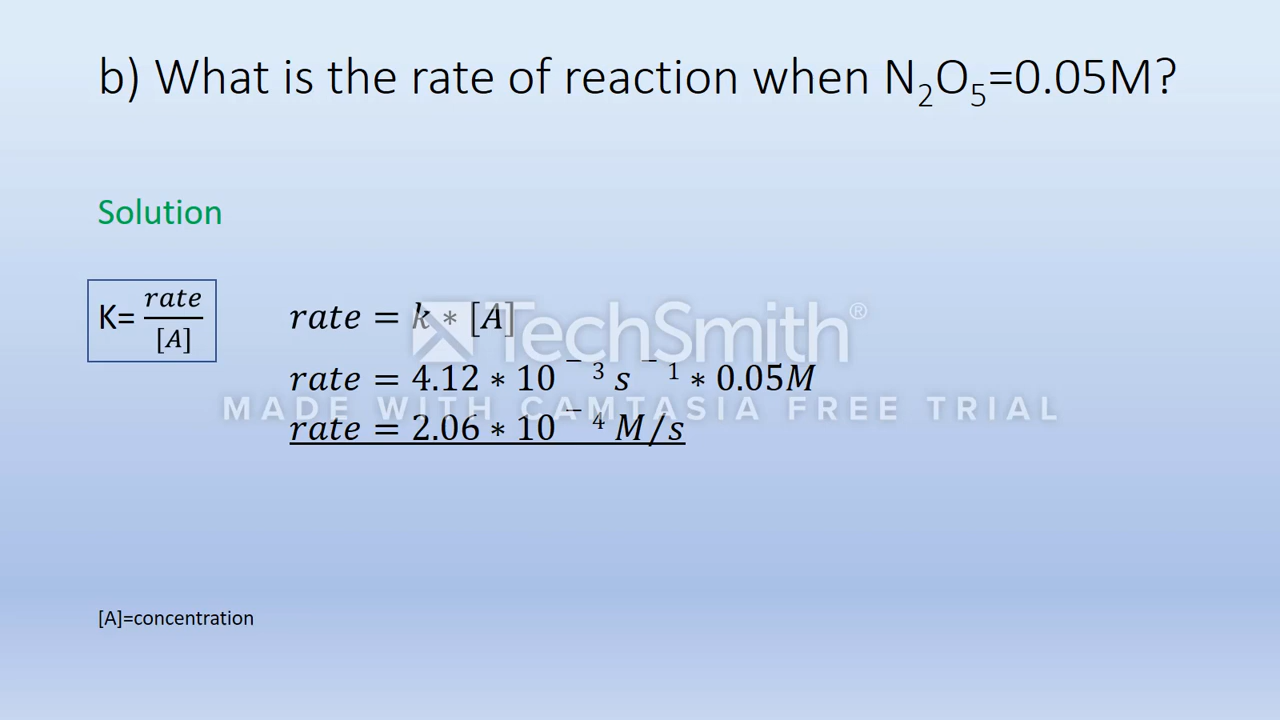 b) What is the rate of reaction when N₂O₅=0.05M?
Solution
K= rate/[A]
rate = k * [A]
rate = 4.12 * 10⁻³ s⁻¹ * 0.05M
rate = 2.06 * 10⁻⁴ M/s
TechSmith®
MADE WITH CAMTASIA FREE TRIAL
[A]=concentration